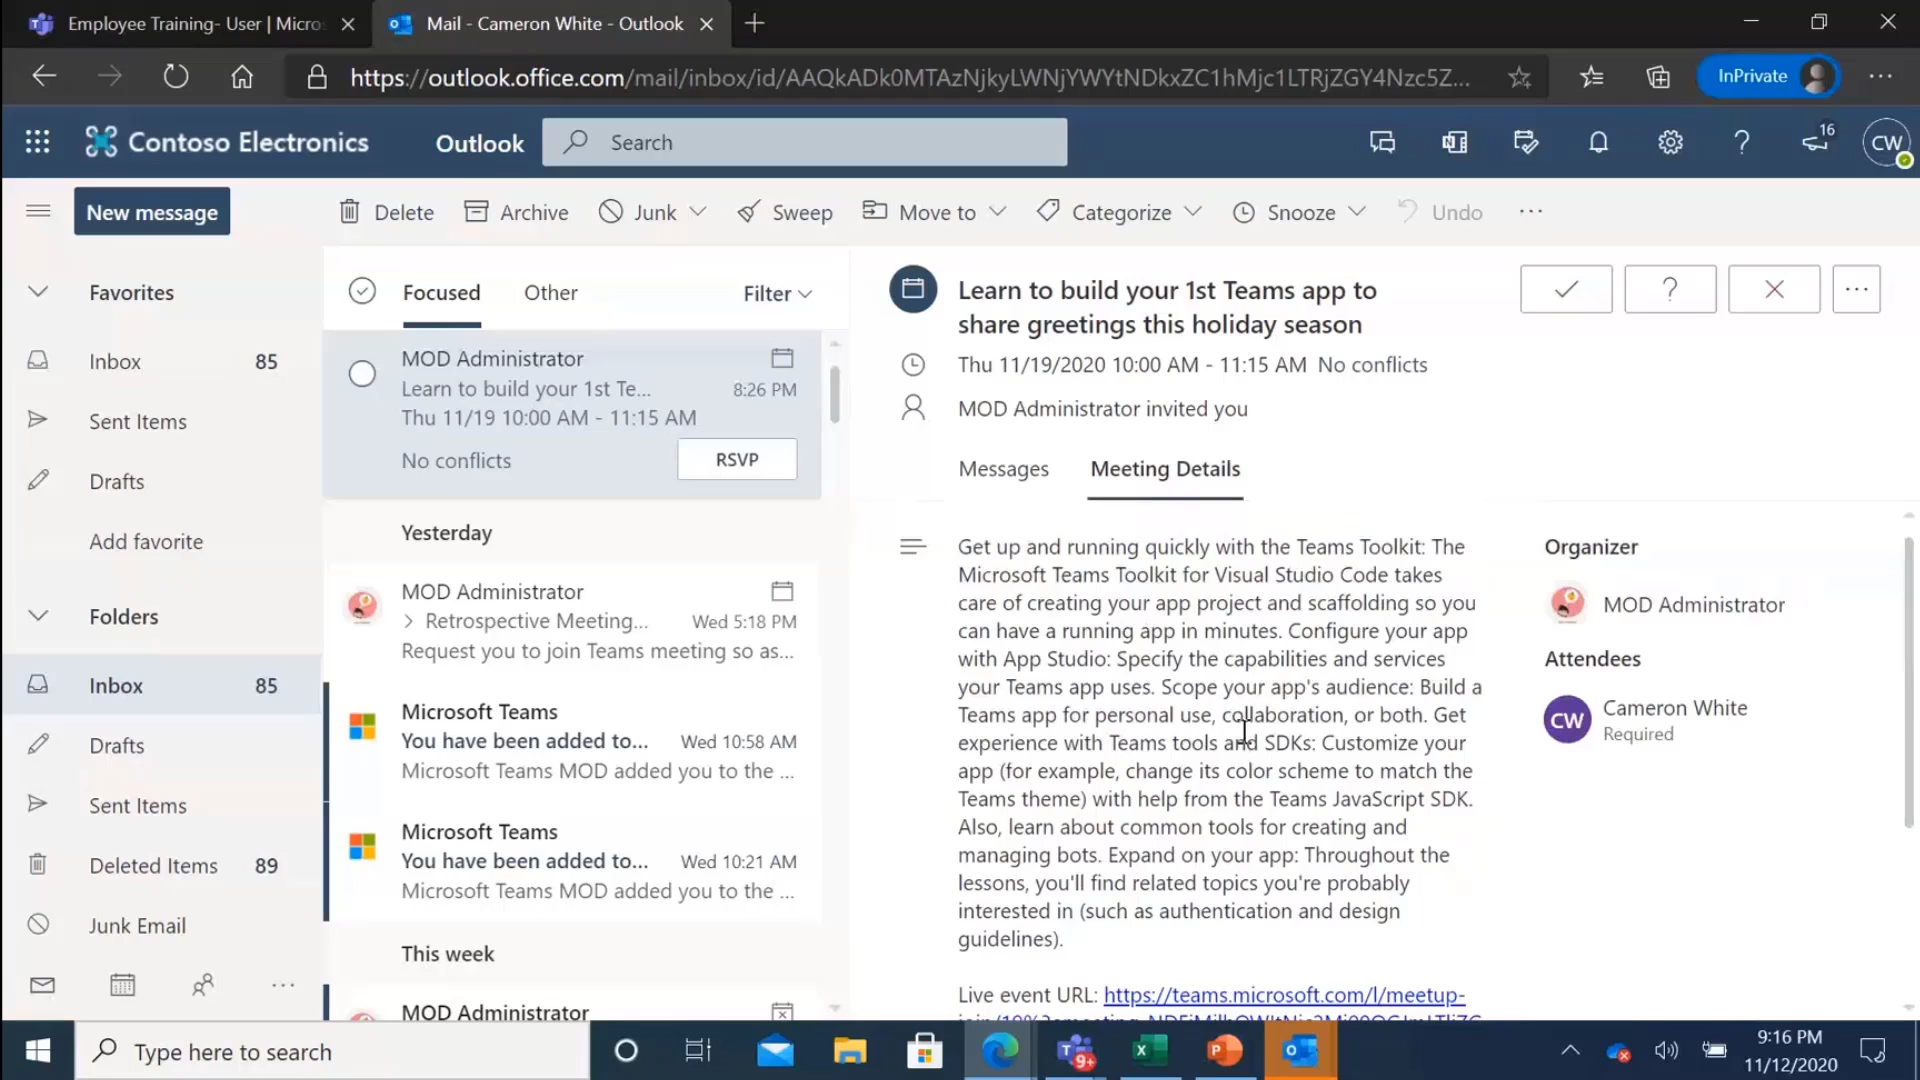 Employee Training- User | Micro
Mail - Cameron White - Outlook
https://outlook.office.com/mail/inbox/id/AAQkADk0MTAzNjkyLWNjYWYtNDkxZC1hMjc1LTRjZGY4Nzc5Z...
InPrivate
Contoso Electronics
Outlook
Search
16
CW
New message
Delete
Archive
Junk
Sweep
Move to
Categorize
Snooze
Undo
Favorites
Inbox 85
Sent Items
Drafts
Add favorite
Folders
Inbox 85
Drafts
Sent Items
Deleted Items 89
Junk Email
Focused
Other
Filter
MOD Administrator
Learn to build your 1st Te... 8:26 PM
Thu 11/19 10:00 AM - 11:15 AM
No conflicts
RSVP
Yesterday
MOD Administrator
> Retrospective Meeting... Wed 5:18 PM
Request you to join Teams meeting so as...
Microsoft Teams
You have been added to... Wed 10:58 AM
Microsoft Teams MOD added you to the ...
Microsoft Teams
You have been added to... Wed 10:21 AM
Microsoft Teams MOD added you to the ...
This week
MOD Administrator
Learn to build your 1st Teams app to
share greetings this holiday season
Thu 11/19/2020 10:00 AM - 11:15 AM No conflicts
MOD Administrator invited you
Messages
Meeting Details
Get up and running quickly with the Teams Toolkit: The
Microsoft Teams Toolkit for Visual Studio Code takes
care of creating your app project and scaffolding so you
can have a running app in minutes. Configure your app
with App Studio: Specify the capabilities and services
your Teams app uses. Scope your app's audience: Build a
Teams app for personal use, collaboration, or both. Get
experience with Teams tools and SDKs: Customize your
app (for example, change its color scheme to match the
Teams theme) with help from the Teams JavaScript SDK.
Also, learn about common tools for creating and
managing bots. Expand on your app: Throughout the
lessons, you'll find related topics you're probably
interested in (such as authentication and design
guidelines).
Live event URL: https://teams.microsoft.com/l/meetup-
Organizer
MOD Administrator
Attendees
CW
Cameron White
Required
Type here to search
9+
9:16 PM
11/12/2020